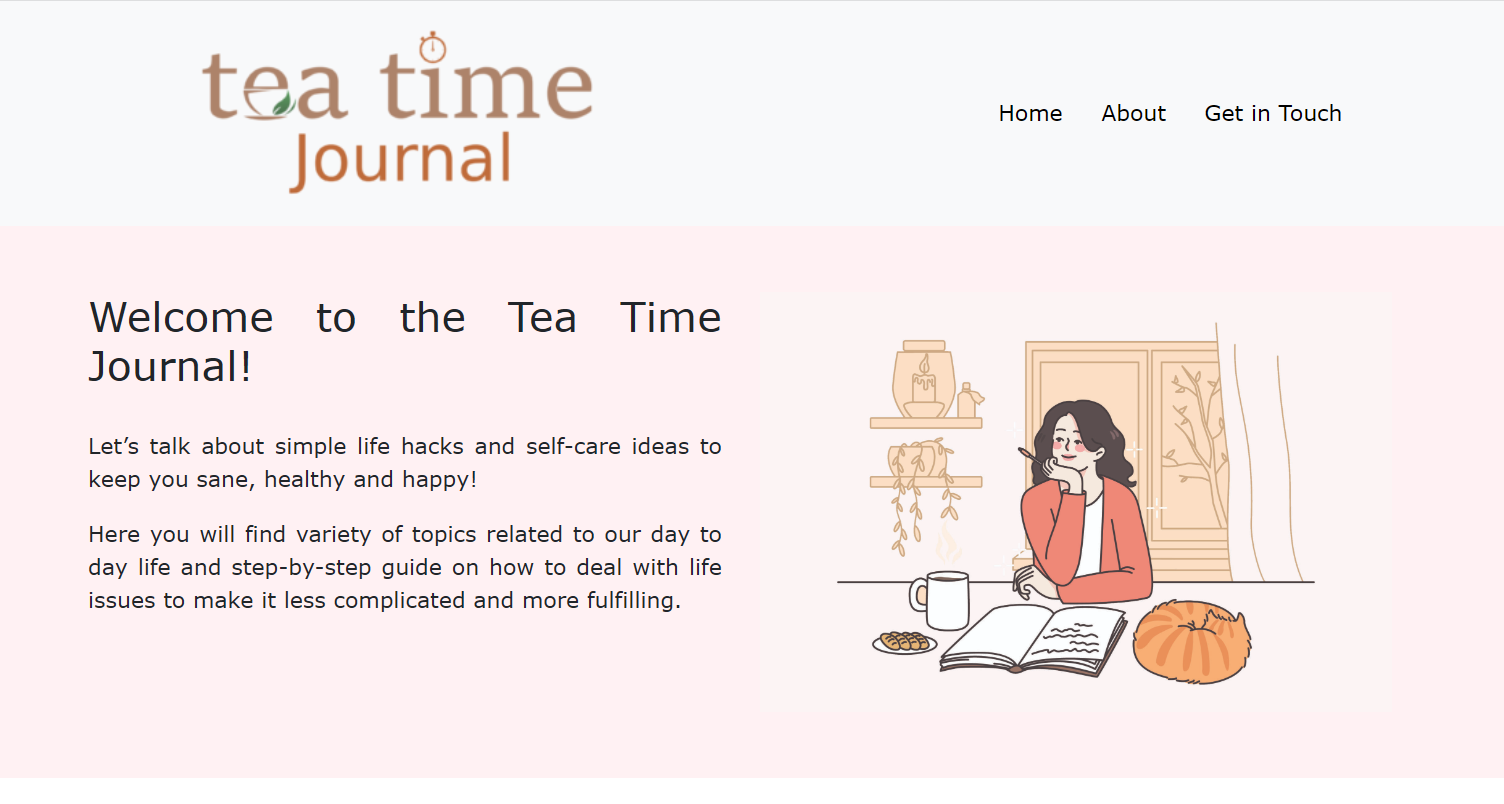 tea time
Journal
Home About Get in Touch
Welcome to the Tea Time
Journal!
Let’s talk about simple life hacks and self-care ideas to
keep you sane, healthy and happy!
Here you will find variety of topics related to our day to
day life and step-by-step guide on how to deal with life
issues to make it less complicated and more fulfilling.